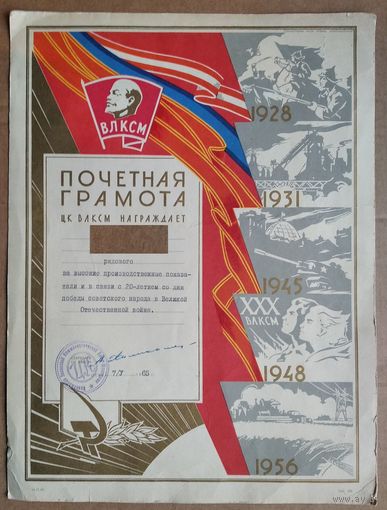 ВЛКСМ
ПОЧЕТНАЯ
ГРАМОТА
ЦК ВЛКСМ НАГРАЖДАЕТ
рядового
за высокие производственные показа-
тели и в связи с 20-летием со дня
победы советского народа в Великой
Отечественной войне.
1928
1931
1945
XXX
ВЛКСМ
1948
1956